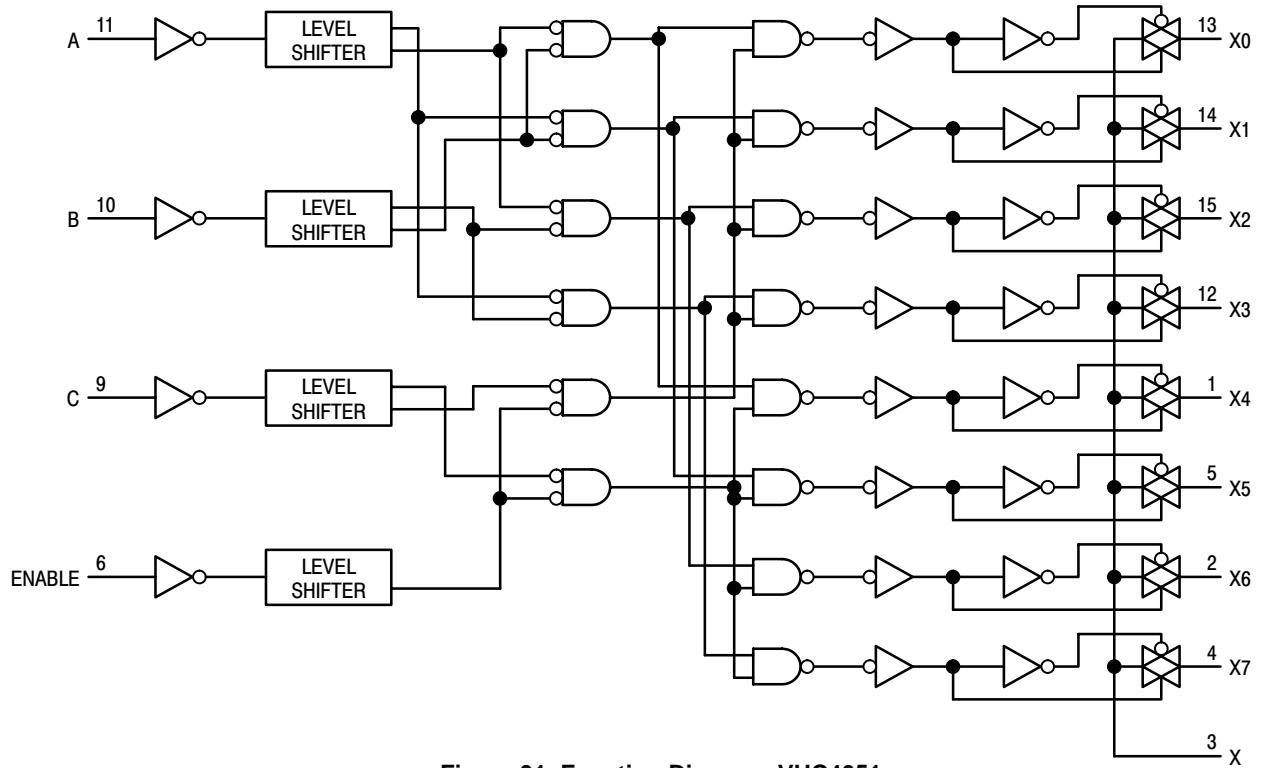 11
A
LEVEL
SHIFTER
13
X0
14
X1
10
B
LEVEL
SHIFTER
15
X2
12
X3
9
C
LEVEL
SHIFTER
1
X4
5
X5
6
ENABLE
LEVEL
SHIFTER
2
X6
4
X7
3
X